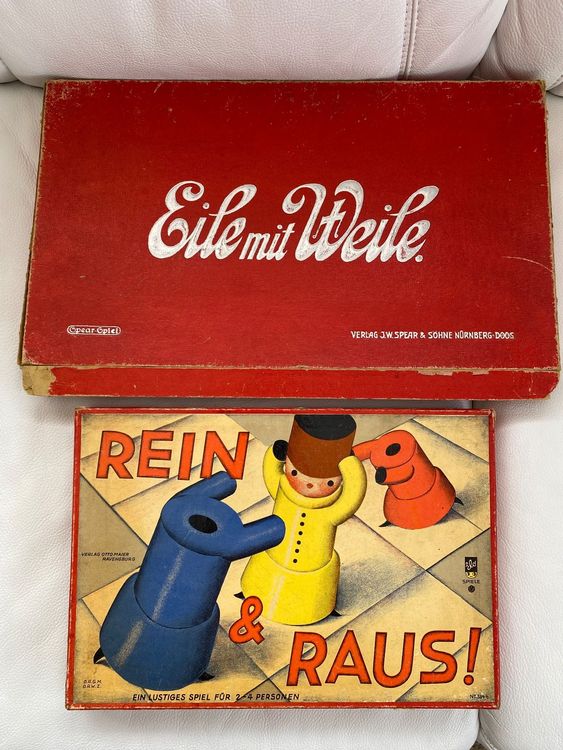 Eile mit Weile.
Spear-Spiel
VERLAG J.W. SPEAR & SÖHNE NÜRNBERG-DOOS
REIN
VERLAG OTTO MAIER
RAVENSBURG
SPIELE
& RAUS!
D.R.G.M.
D.R.W.Z.
EIN LUSTIGES SPIEL FÜR 2-4 PERSONEN